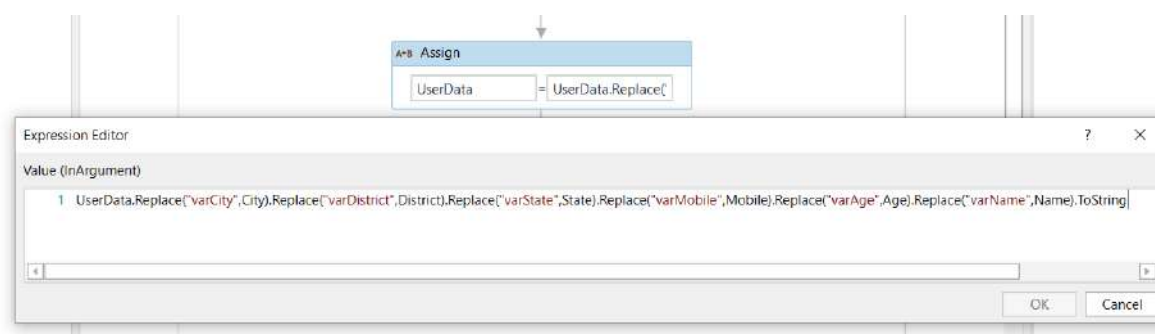 A+B Assign
UserData = UserData.Replace('
Expression Editor ? ×
Value (InArgument)
1 UserData.Replace("varCity",City).Replace("varDistrict",District).Replace("varState",State).Replace("varMobile",Mobile).Replace("varAge",Age).Replace("varName",Name).ToString
OK Cancel